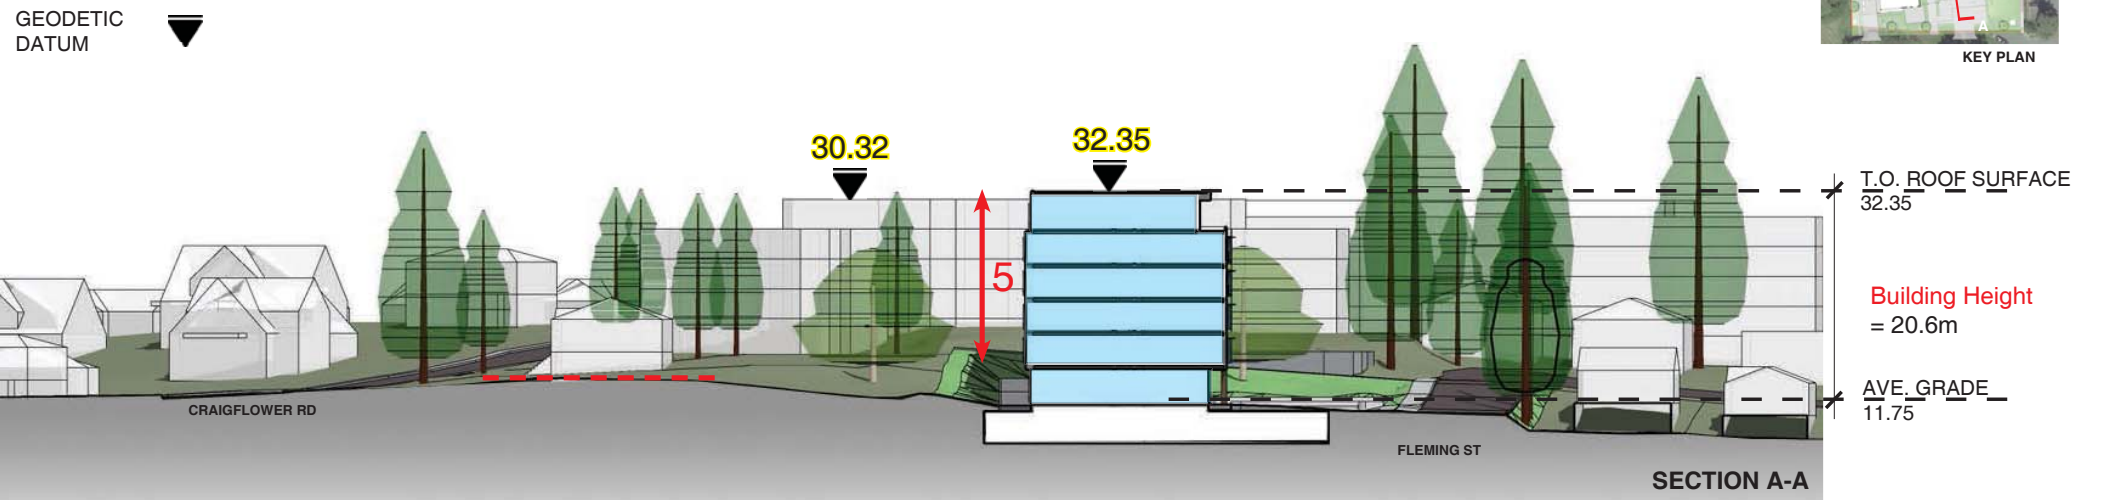 GEODETIC
DATUM
A
KEY PLAN
30.32
32.35
T.O. ROOF SURFACE
32.35
5
Building Height
= 20.6m
AVE. GRADE
11.75
CRAIGFLOWER RD
FLEMING ST
SECTION A-A